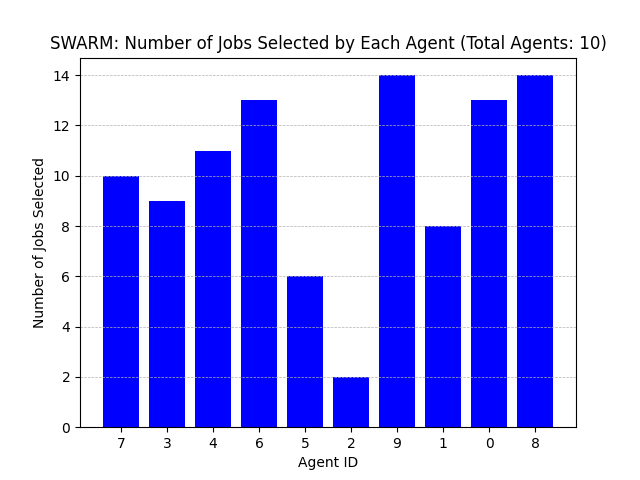 SWARM: Number of Jobs Selected by Each Agent (Total Agents: 10)
14
12
10
8
6
4
2
0
Number of Jobs Selected
7 3 4 6 5 2 9 1 0 8
Agent ID